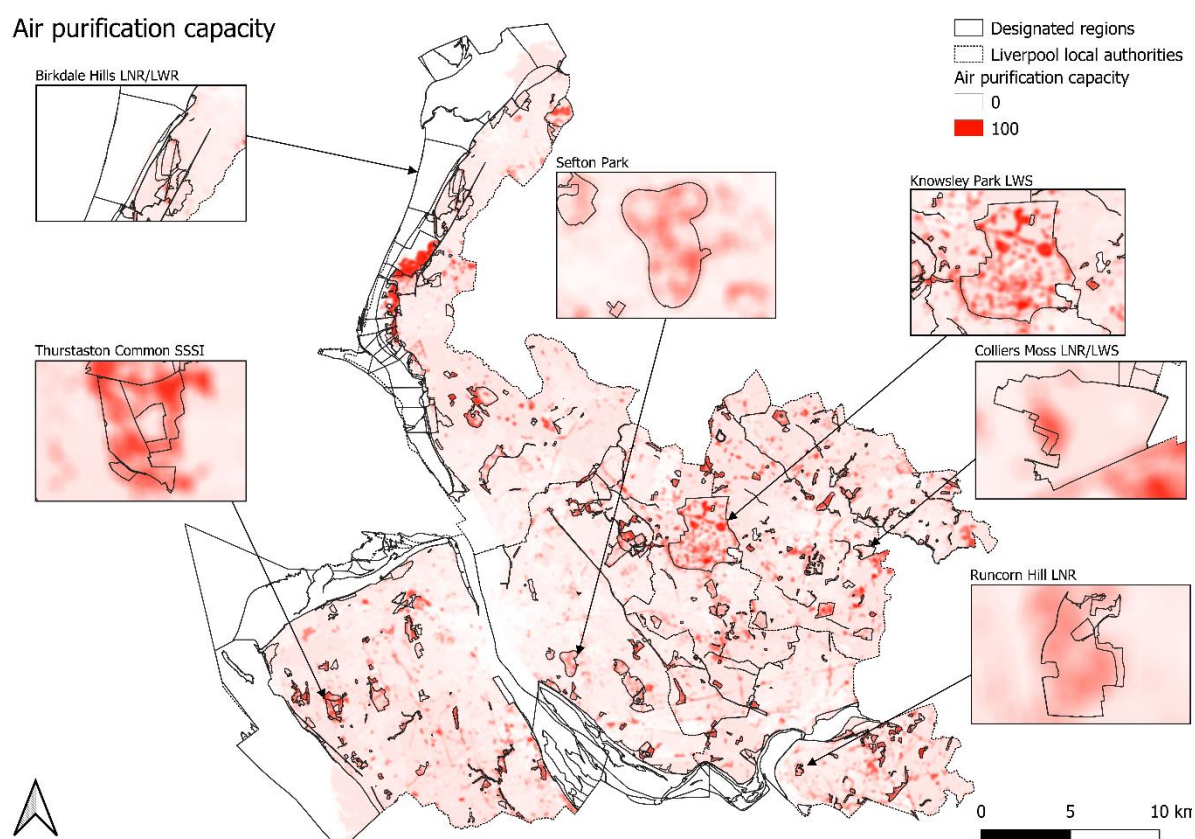 Air purification capacity
Designated regions
Liverpool local authorities
Air purification capacity
0
100
Birkdale Hills LNR/LWR
Sefton Park
Knowsley Park LWS
Thurstaston Common SSSI
Colliers Moss LNR/LWS
Runcorn Hill LNR
0 5 10 km